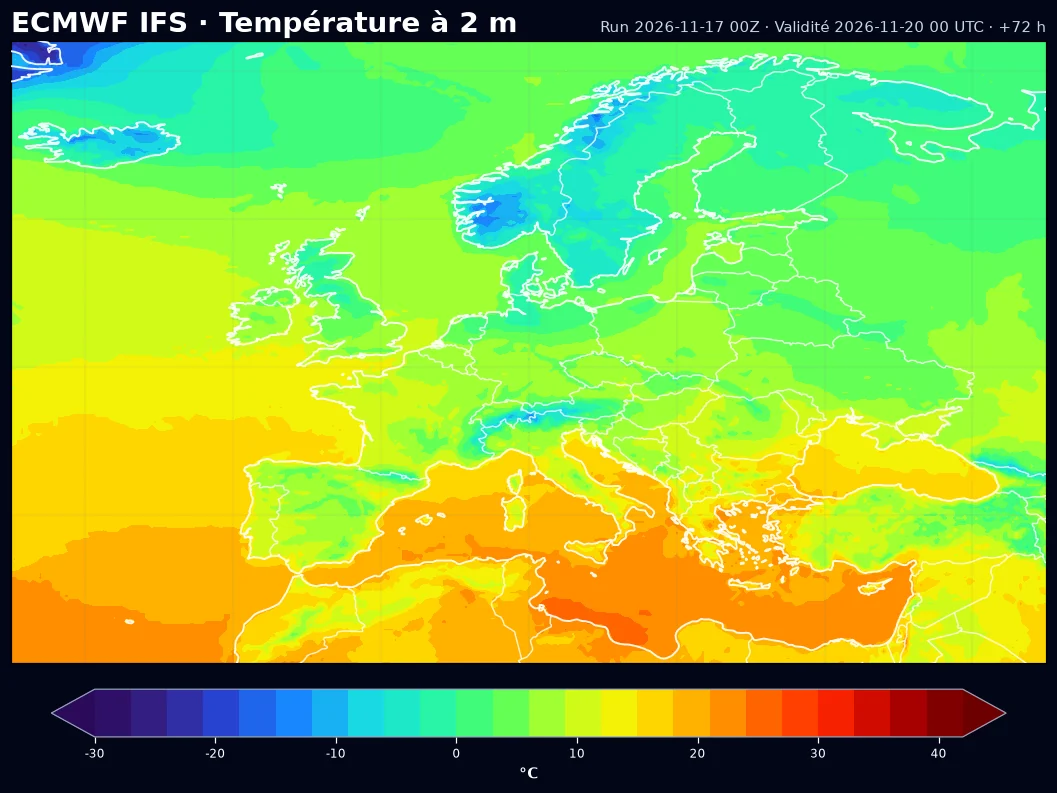 ECMWF IFS · Température à 2 m
Run 2026-11-17 00Z · Validité 2026-11-20 00 UTC · +72 h
-30 -20 -10 0 10 20 30 40
°C